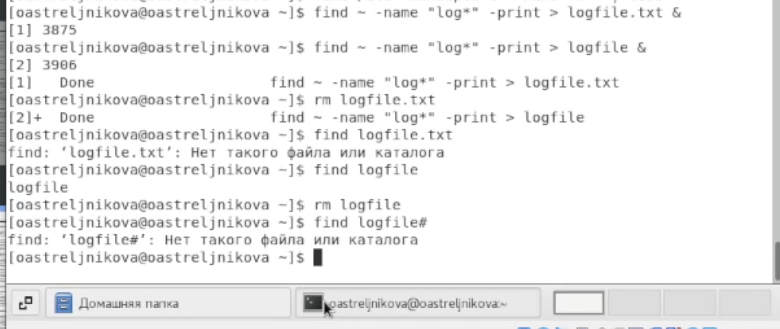 [oastreljnikova@oastreljnikova ~]$ find ~ -name "log*" -print > logfile.txt &
[1] 3875
[oastreljnikova@oastreljnikova ~]$ find ~ -name "log*" -print > logfile &
[2] 3906
[1]   Done                    find ~ -name "log*" -print > logfile.txt
[oastreljnikova@oastreljnikova ~]$ rm logfile.txt
[2]+  Done                    find ~ -name "log*" -print > logfile
[oastreljnikova@oastreljnikova ~]$ find logfile.txt
find: ‘logfile.txt’: Нет такого файла или каталога
[oastreljnikova@oastreljnikova ~]$ find logfile
logfile
[oastreljnikova@oastreljnikova ~]$ rm logfile
[oastreljnikova@oastreljnikova ~]$ find logfile#
find: ‘logfile#’: Нет такого файла или каталога
[oastreljnikova@oastreljnikova ~]$
Домашняя папка
oastreljnikova@oastreljnikova:~